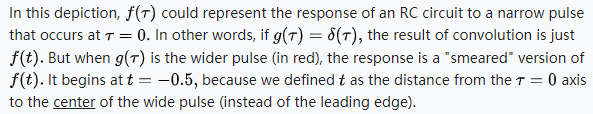 In this depiction, f(τ) could represent the response of an RC circuit to a narrow pulse
that occurs at τ = 0. In other words, if g(τ) = δ(τ), the result of convolution is just
f(t). But when g(τ) is the wider pulse (in red), the response is a "smeared" version of
f(t). It begins at t = −0.5, because we defined t as the distance from the τ = 0 axis
to the center of the wide pulse (instead of the leading edge).